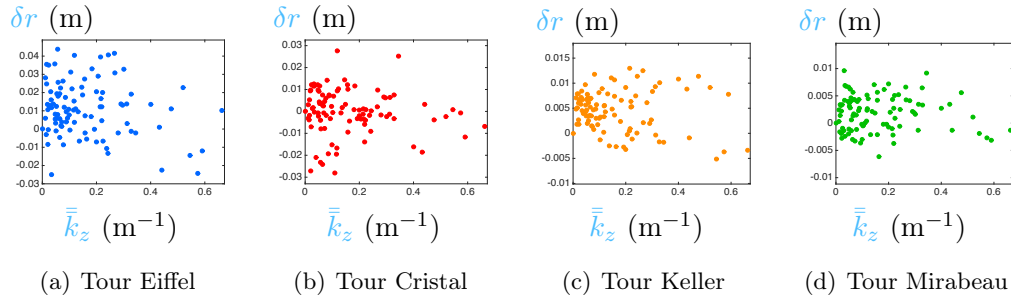 δr (m) δr (m) δr (m) δr (m)
0.04 0.03 0.02 0.01 0 -0.01 -0.02 -0.03
0 0.2 0.4 0.6
0.03 0.02 0.01 0 -0.01 -0.02 -0.03
0 0.2 0.4 0.6
0.015 0.01 0.005 0 -0.005 -0.01
0 0.2 0.4 0.6
0.01 0.005 0 -0.005 -0.01
0 0.2 0.4 0.6
k̿_z (m⁻¹) k̿_z (m⁻¹) k̿_z (m⁻¹) k̿_z (m⁻¹)
(a) Tour Eiffel (b) Tour Cristal (c) Tour Keller (d) Tour Mirabeau